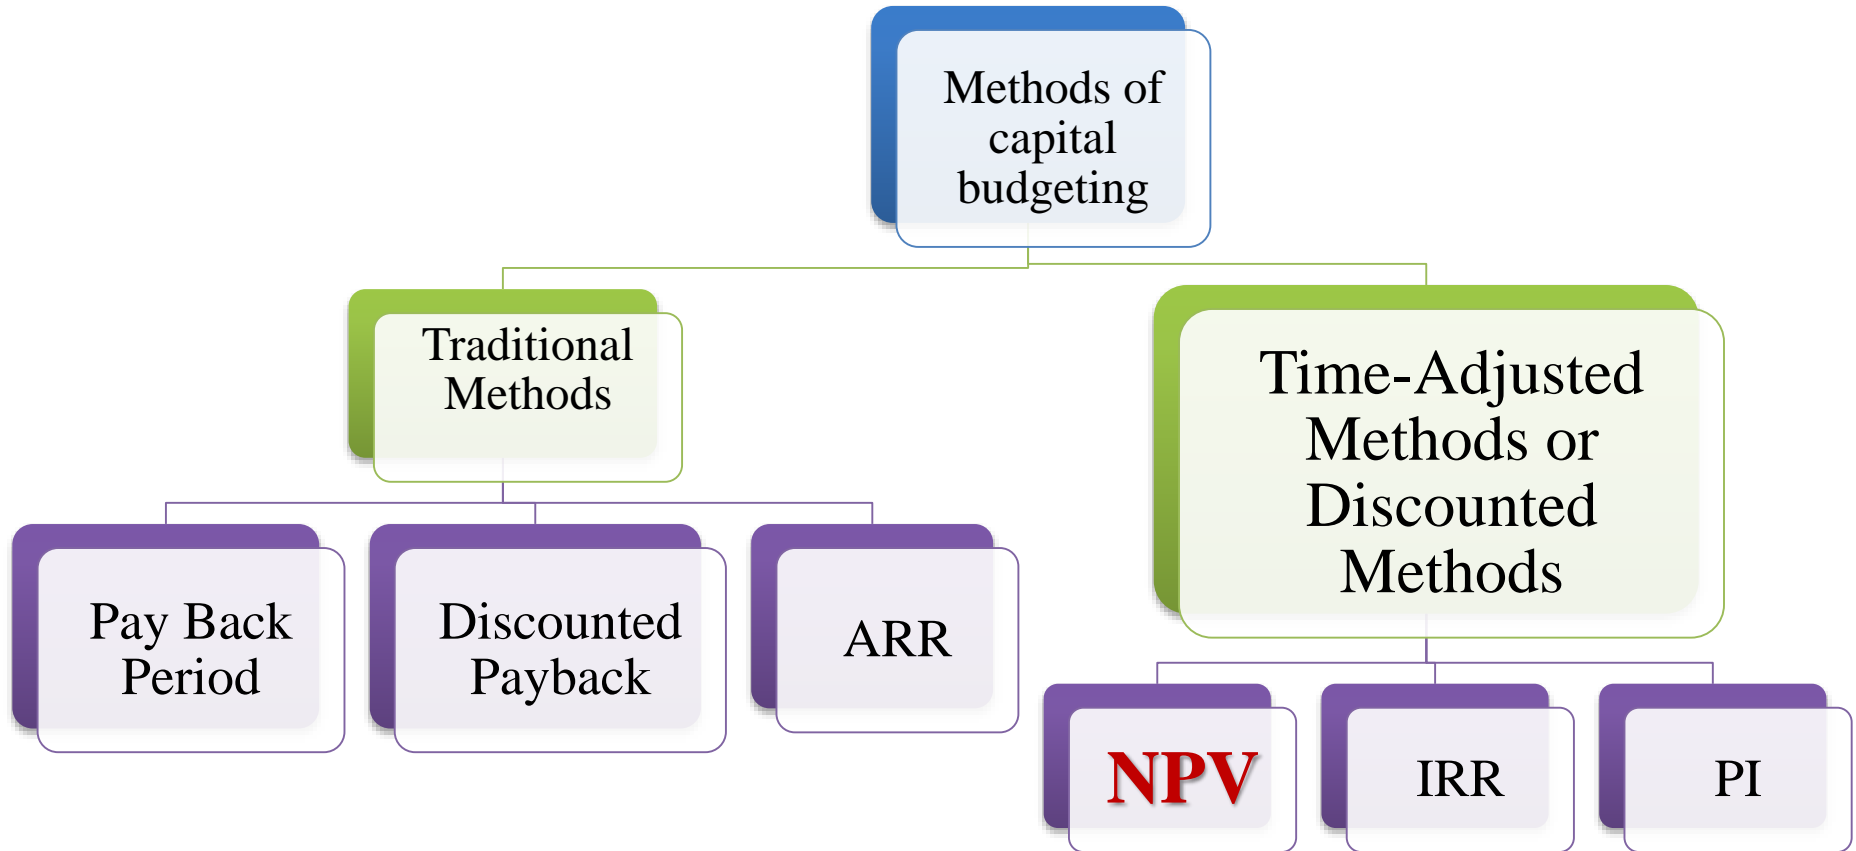 Methods of
capital
budgeting
Traditional
Methods
Time-Adjusted
Methods or
Discounted
Methods
Pay Back
Period
Discounted
Payback
ARR
NPV
IRR
PI